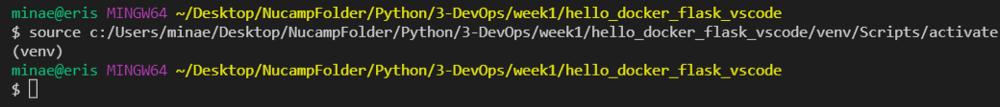 minae@eris MINGW64 ~/Desktop/NucampFolder/Python/3-DevOps/week1/hello_docker_flask_vscode
$ source c:/Users/minae/Desktop/NucampFolder/Python/3-DevOps/week1/hello_docker_flask_vscode/venv/Scripts/activate
(venv)
minae@eris MINGW64 ~/Desktop/NucampFolder/Python/3-DevOps/week1/hello_docker_flask_vscode
$